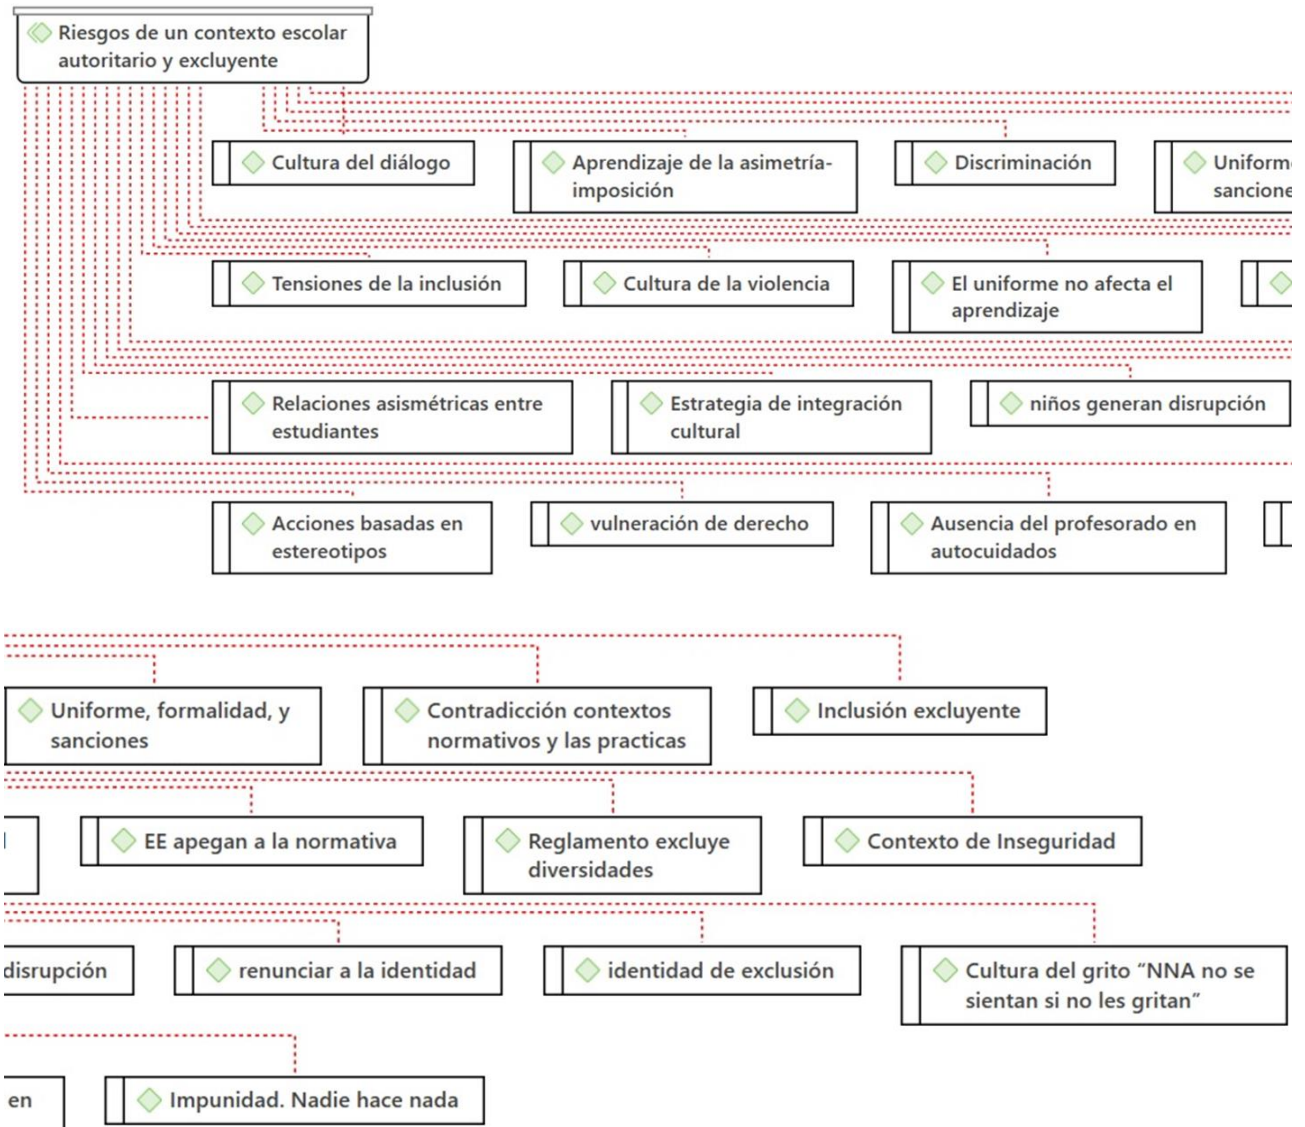 Riesgos de un contexto escolar
autoritario y excluyente
Cultura del diálogo
Aprendizaje de la asimetría-
imposición
Discriminación
Uniforme
sancione
Tensiones de la inclusión
Cultura de la violencia
El uniforme no afecta el
aprendizaje
Relaciones asismétricas entre
estudiantes
Estrategia de integración
cultural
niños generan disrupción
Acciones basadas en
estereotipos
vulneración de derecho
Ausencia del profesorado en
autocuidados
Uniforme, formalidad, y
sanciones
Contradicción contextos
normativos y las practicas
Inclusión excluyente
EE apegan a la normativa
Reglamento excluye
diversidades
Contexto de Inseguridad
disrupción
renunciar a la identidad
identidad de exclusión
Cultura del grito “NNA no se
sientan si no les gritan”
en
Impunidad. Nadie hace nada